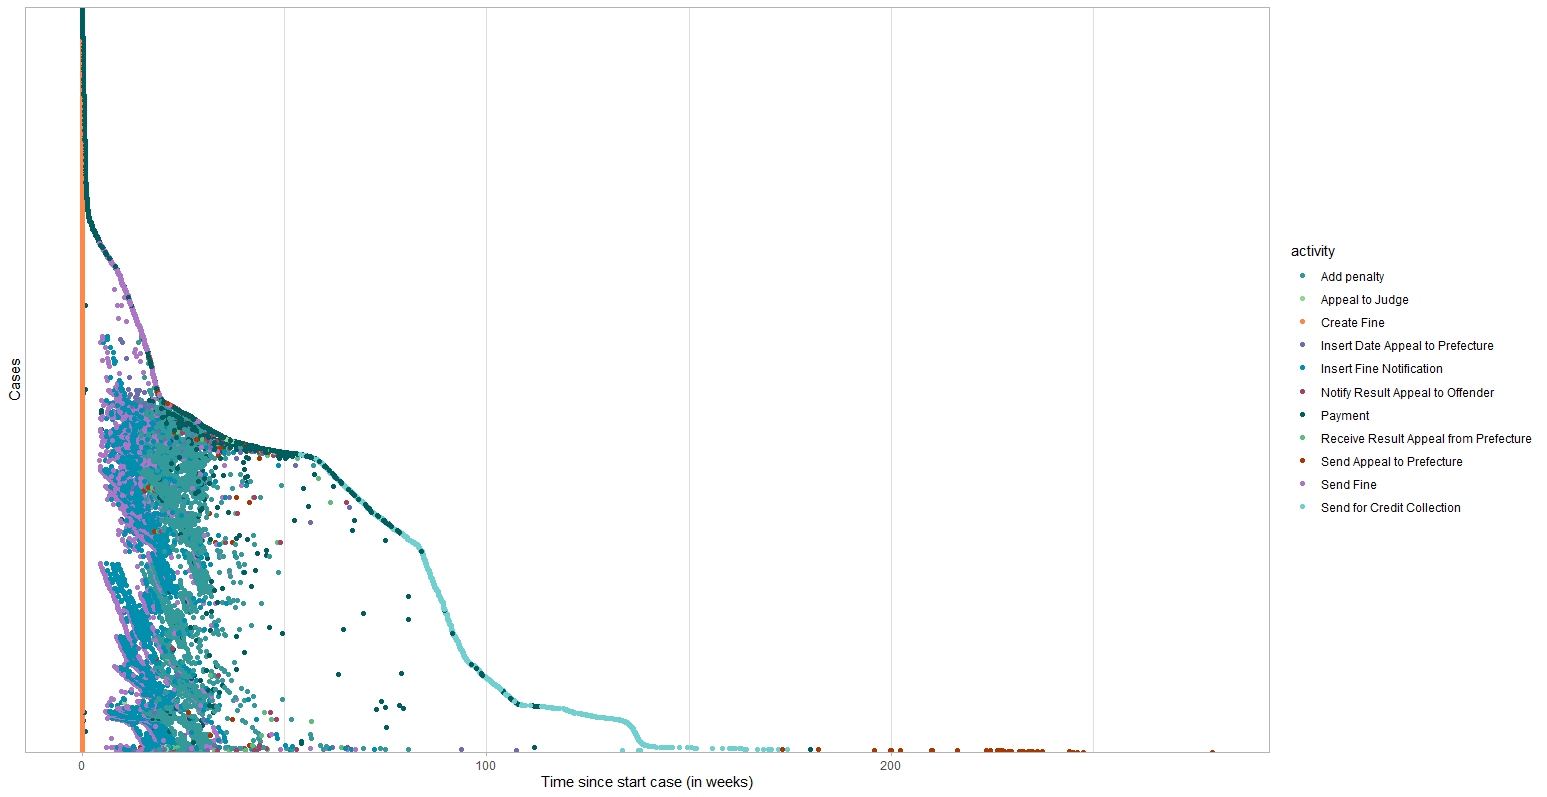 Cases
0
100
200
Time since start case (in weeks)
activity
Add penalty
Appeal to Judge
Create Fine
Insert Date Appeal to Prefecture
Insert Fine Notification
Notify Result Appeal to Offender
Payment
Receive Result Appeal from Prefecture
Send Appeal to Prefecture
Send Fine
Send for Credit Collection